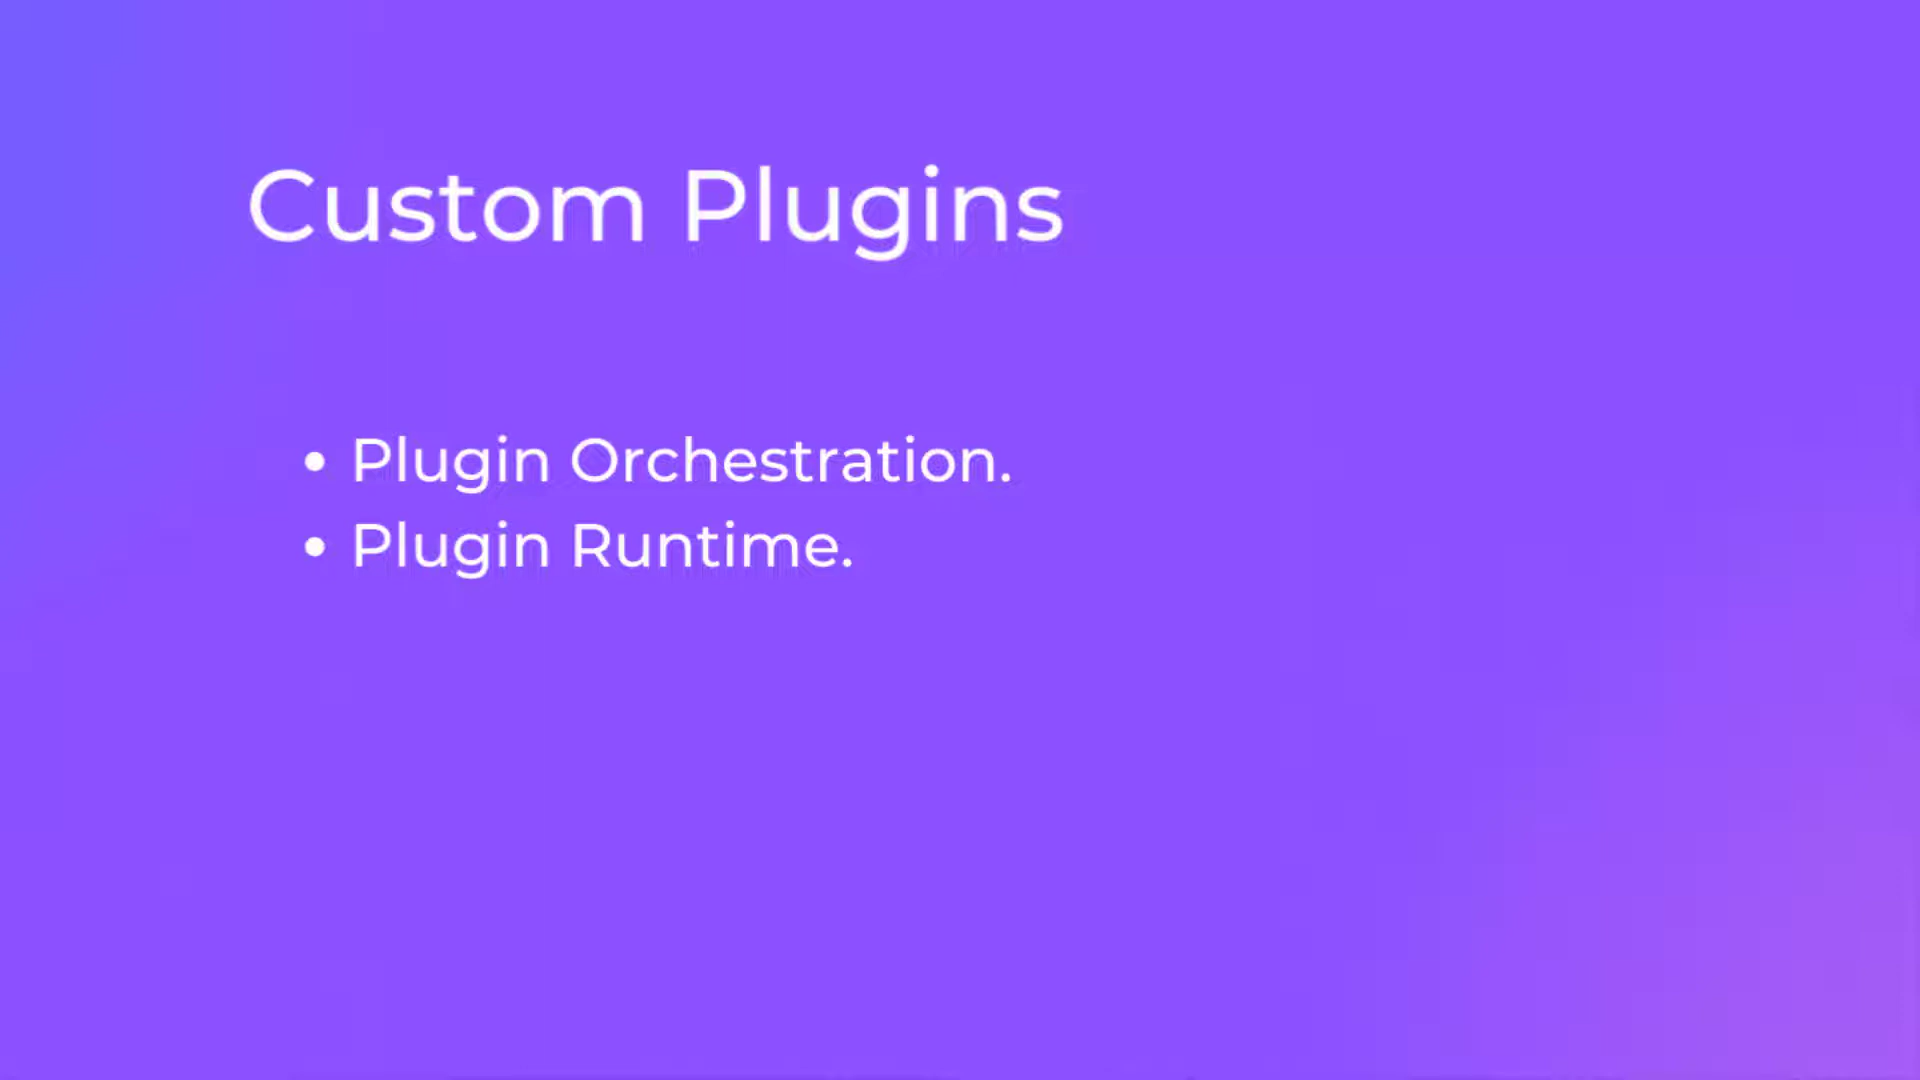 Custom Plugins
• Plugin Orchestration.
• Plugin Runtime.